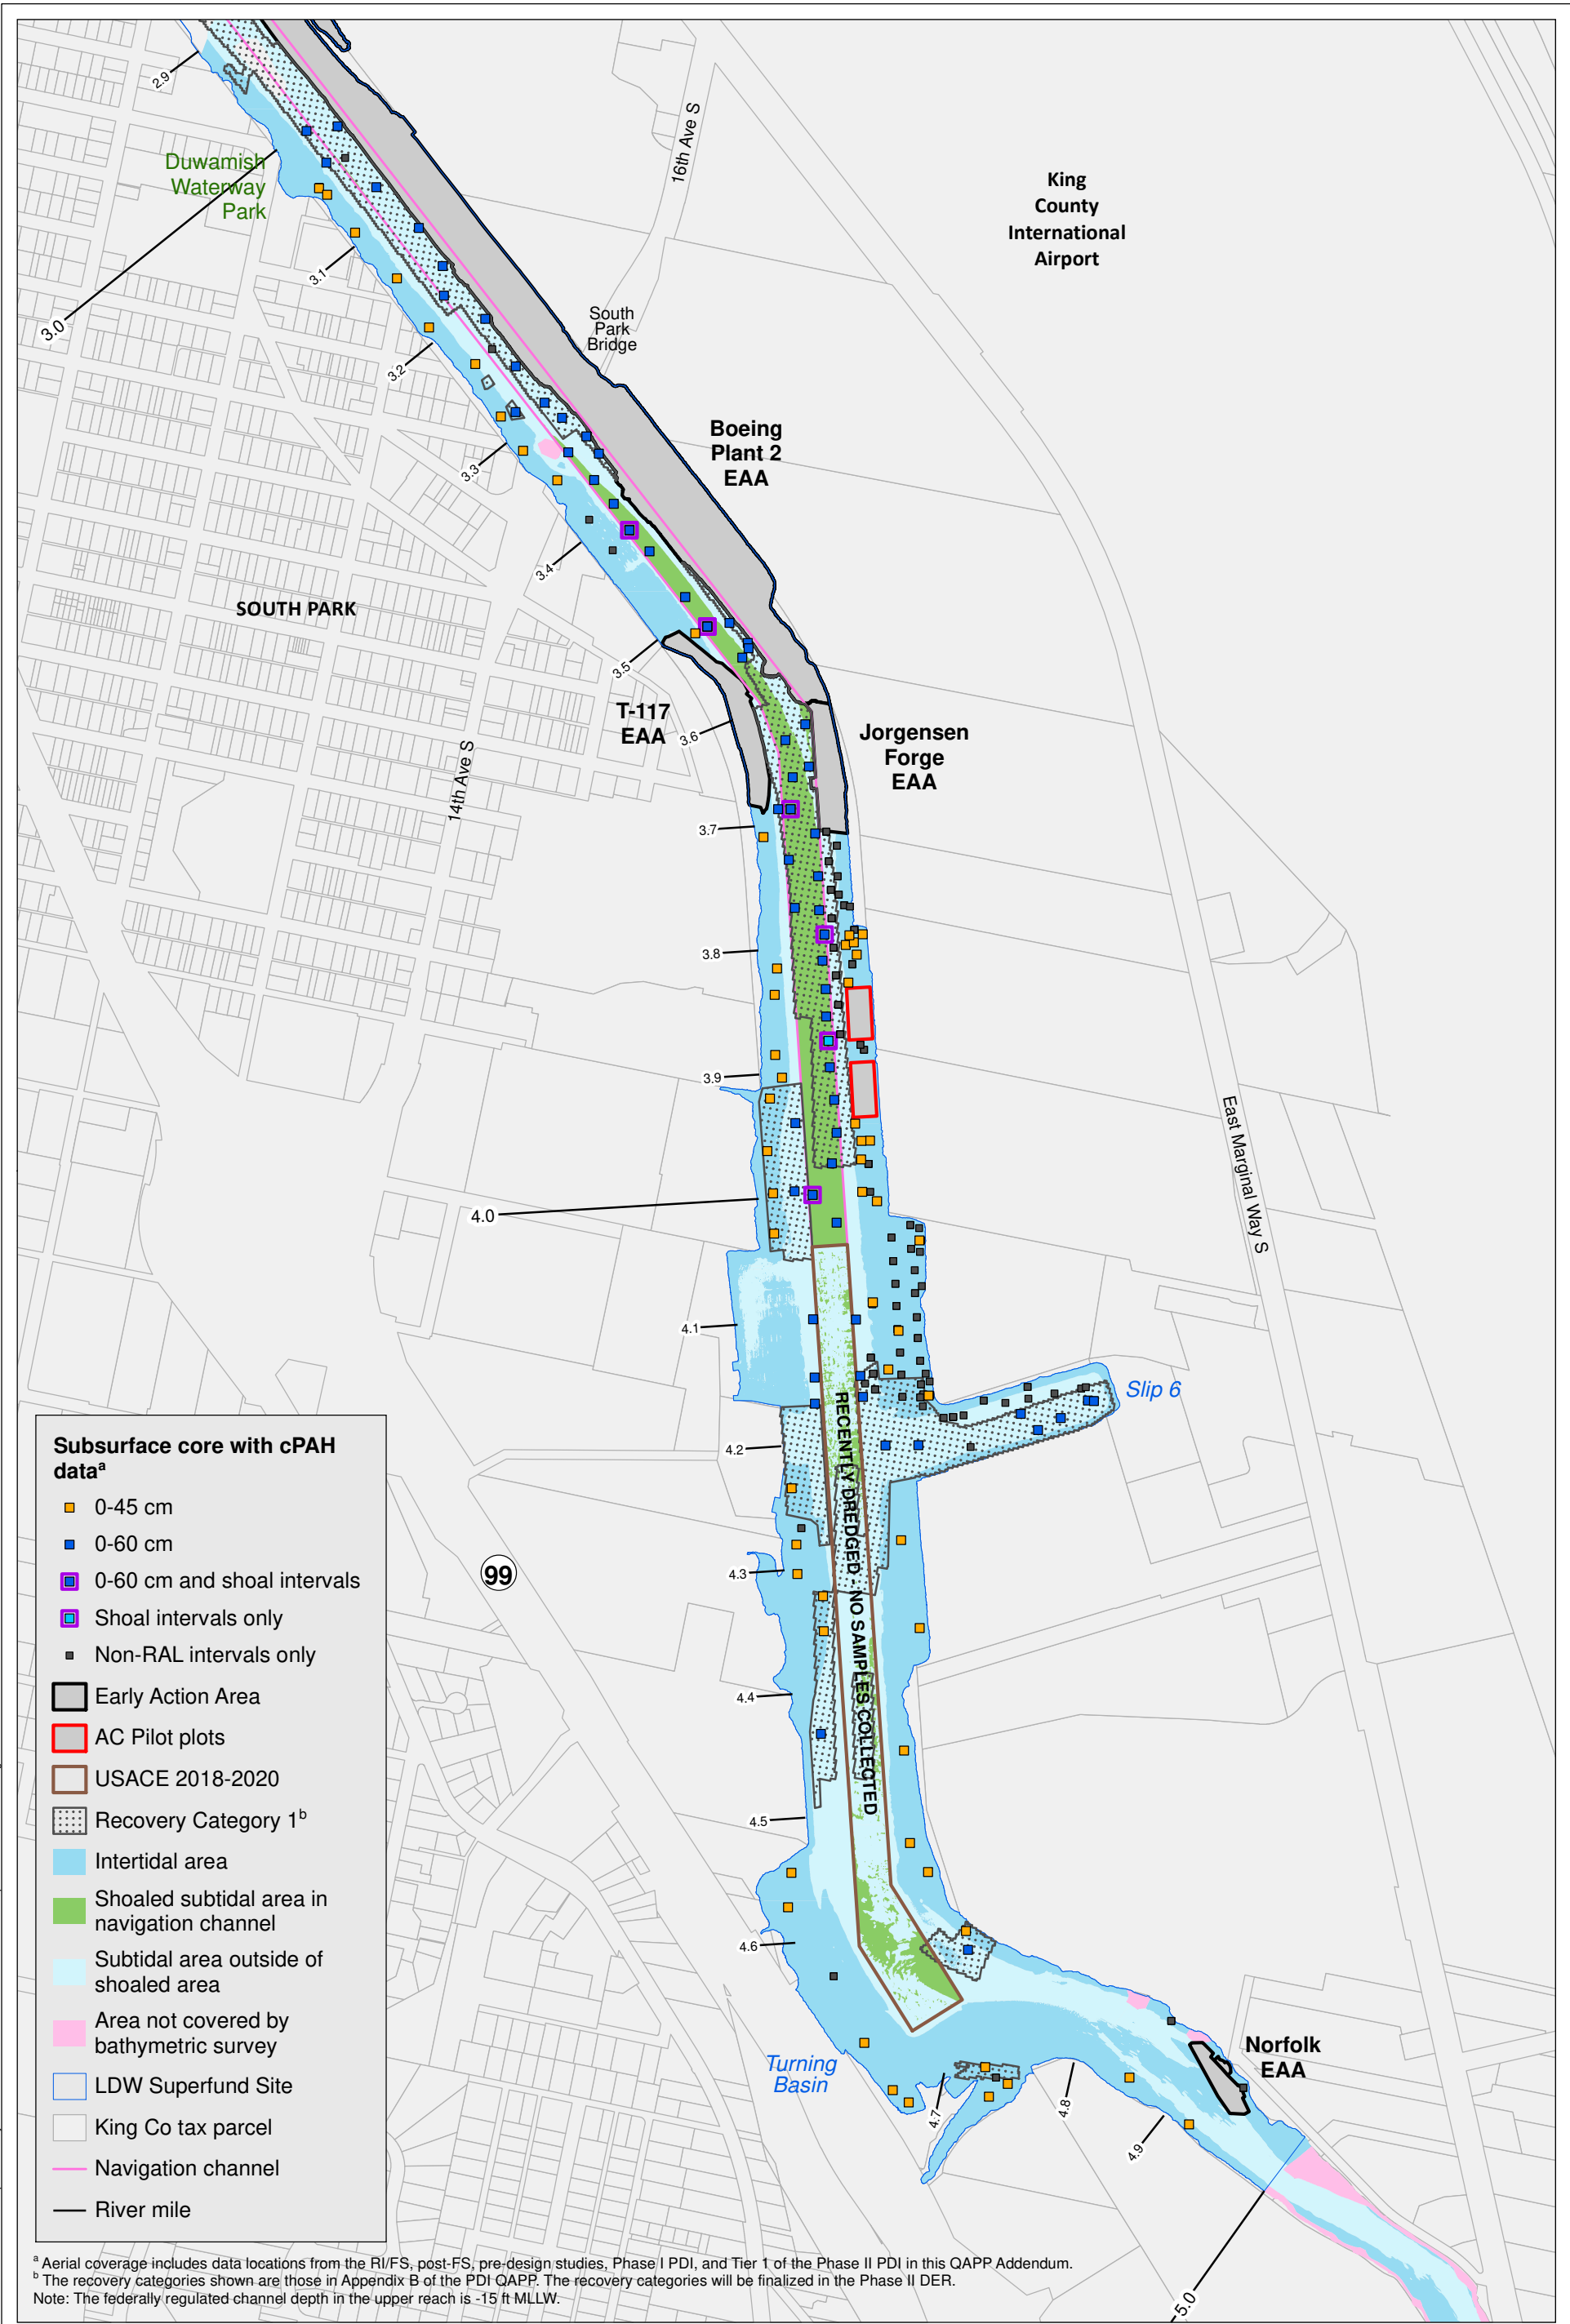 2.9
16th Ave S
Duwamish
Waterway
Park
King
County
International
Airport
3.1
3.0
South
Park
Bridge
3.2
Boeing
Plant 2
EAA
3.3
3.4
SOUTH PARK
3.5
T-117
EAA
3.6
Jorgensen
Forge
EAA
14th Ave S
3.7
3.8
3.9
East Marginal Way S
4.0
4.1
Slip 6
4.2
RECENTLY DREDGED - NO SAMPLES COLLECTED
99
4.3
4.4
4.5
4.6
Turning
Basin
4.7
4.8
4.9
Norfolk
EAA
5.0
Subsurface core with cPAH
dataa
0-45 cm
0-60 cm
0-60 cm and shoal intervals
Shoal intervals only
Non-RAL intervals only
Early Action Area
AC Pilot plots
USACE 2018-2020
Recovery Category 1b
Intertidal area
Shoaled subtidal area in
navigation channel
Subtidal area outside of
shoaled area
Area not covered by
bathymetric survey
LDW Superfund Site
King Co tax parcel
Navigation channel
River mile
a Aerial coverage includes data locations from the RI/FS, post-FS, pre-design studies, Phase I PDI, and Tier 1 of the Phase II PDI in this QAPP Addendum.
b The recovery categories shown are those in Appendix B of the PDI QAPP. The recovery categories will be finalized in the Phase II DER.
Note: The federally regulated channel depth in the upper reach is -15 ft MLLW.